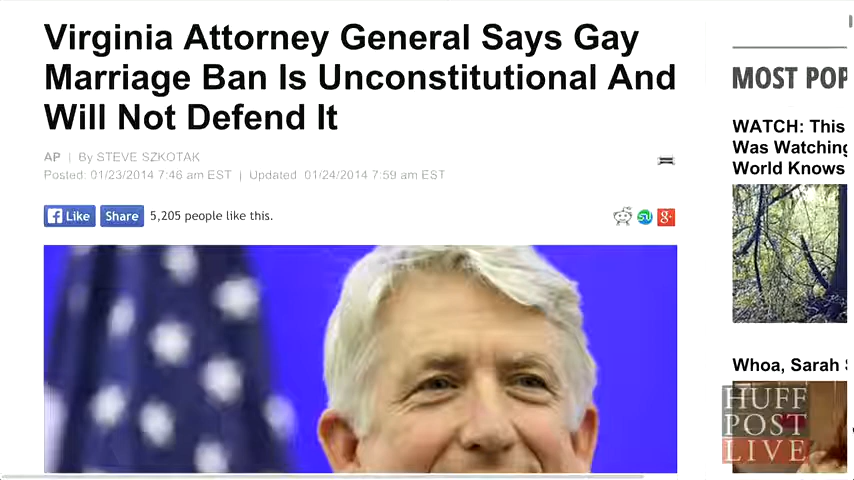 Virginia Attorney General Says Gay
Marriage Ban Is Unconstitutional And
Will Not Defend It
AP | By STEVE SZKOTAK
Posted: 01/23/2014 7:46 am EST | Updated 01/24/2014 7:59 am EST
Like Share 5,205 people like this.
MOST POP
WATCH: This
Was Watching
World Knows
Whoa, Sarah
HUFF
POST
LIVE